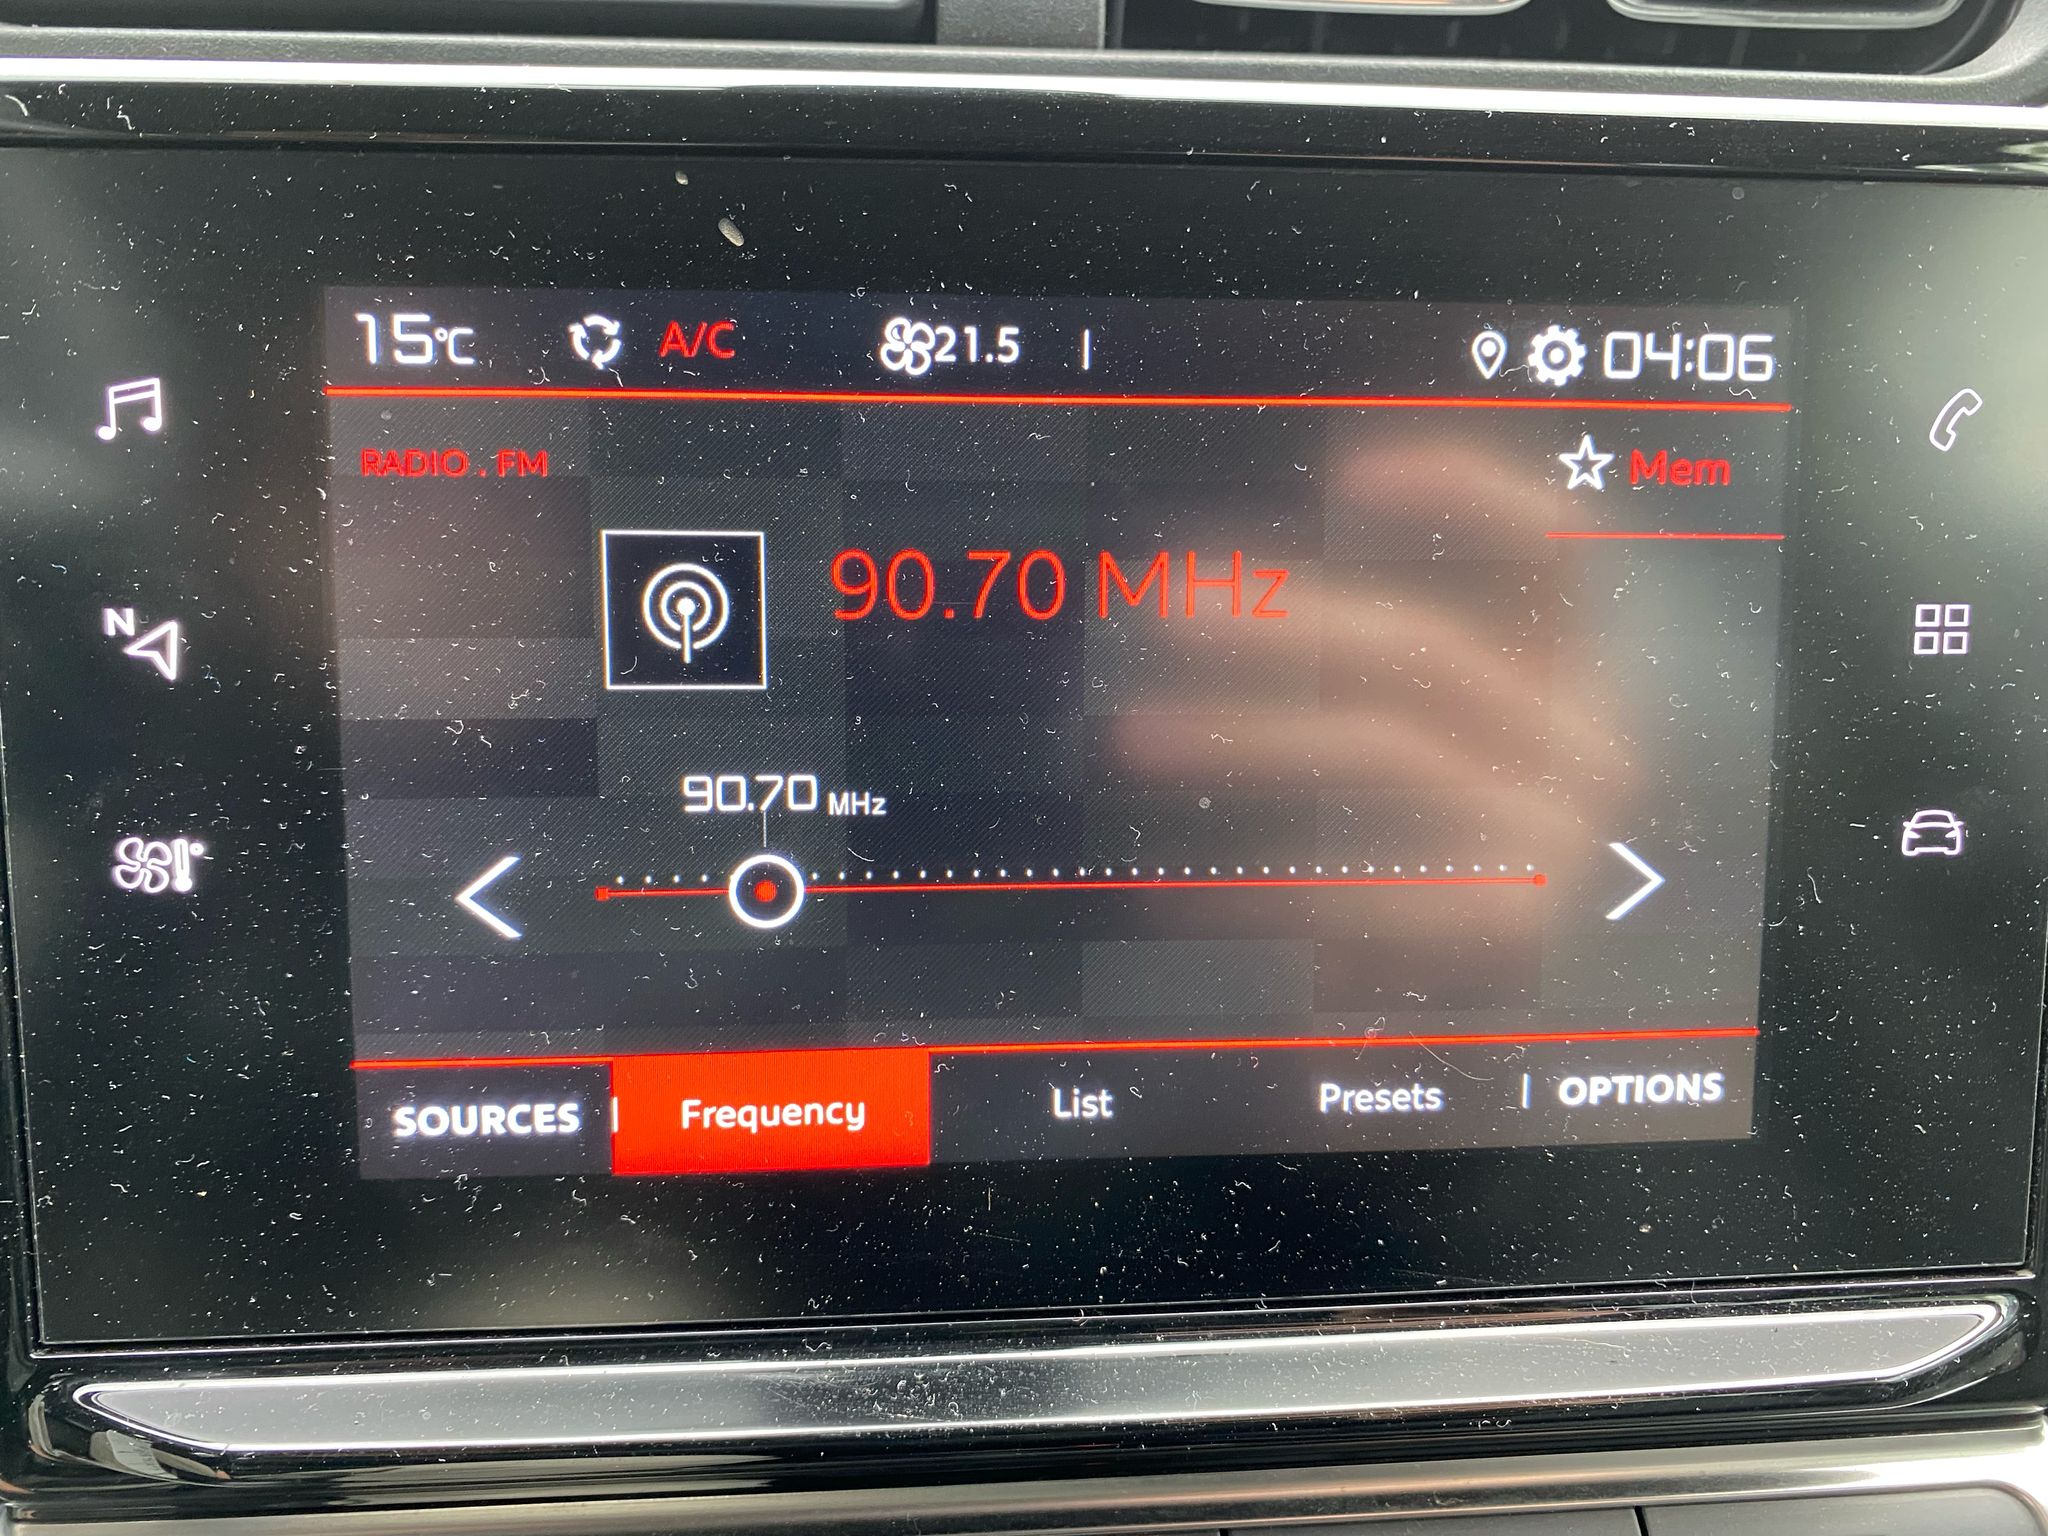 15°C A/C 21.5 04:06
RADIO . FM
Mem
90.70 MHz
90.70 MHz
N
SOURCES Frequency List Presets OPTIONS